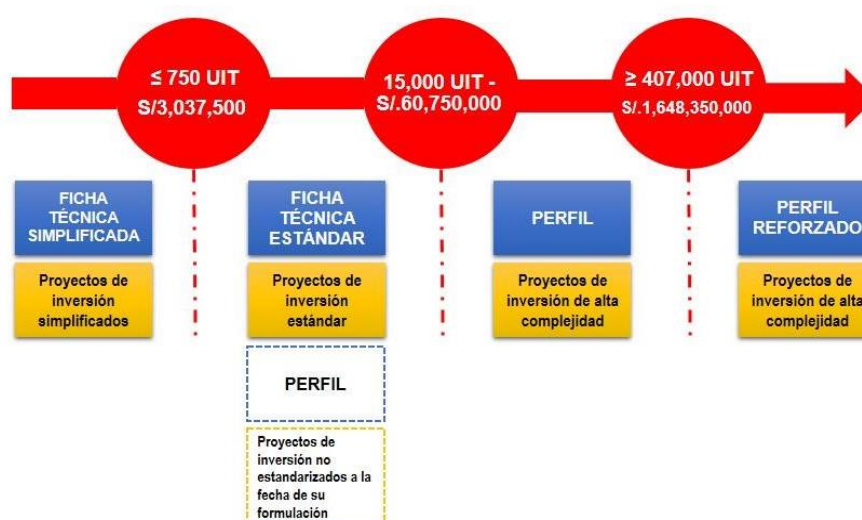 ≤ 750 UIT
S/3,037,500
15,000 UIT -
S/.60,750,000
≥ 407,000 UIT
S/.1,648,350,000
FICHA
TÉCNICA
SIMPLIFICADA
Proyectos de
inversión
simplificados
FICHA
TÉCNICA
ESTÁNDAR
Proyectos de
inversión
estándar
PERFIL
Proyectos de
inversión no
estandarizados a la
fecha de su
formulación
PERFIL
Proyectos de
inversión de alta
complejidad
PERFIL
REFORZADO
Proyectos de
inversión de alta
complejidad